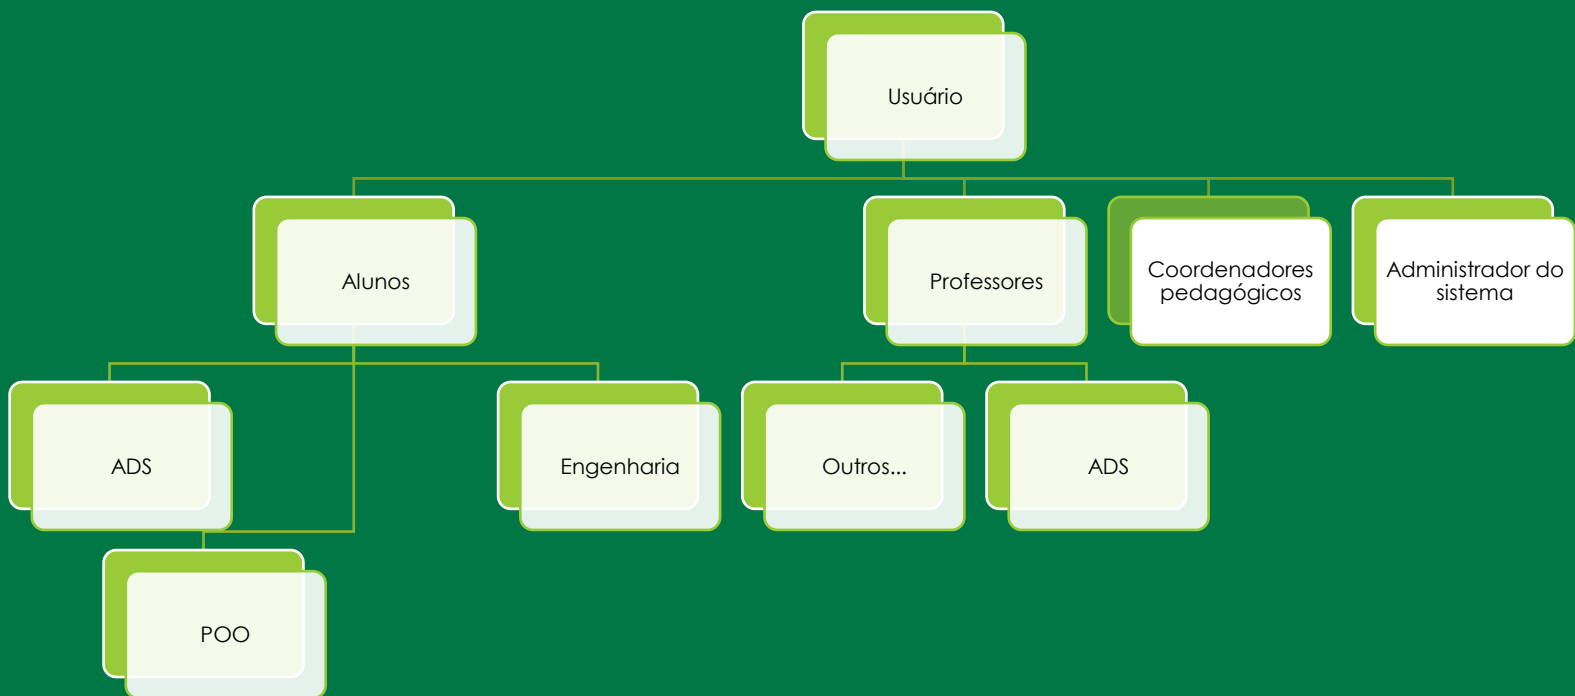 Usuário
Alunos
Professores
Coordenadores
pedagógicos
Administrador do
sistema
ADS
Engenharia
Outros...
ADS
POO